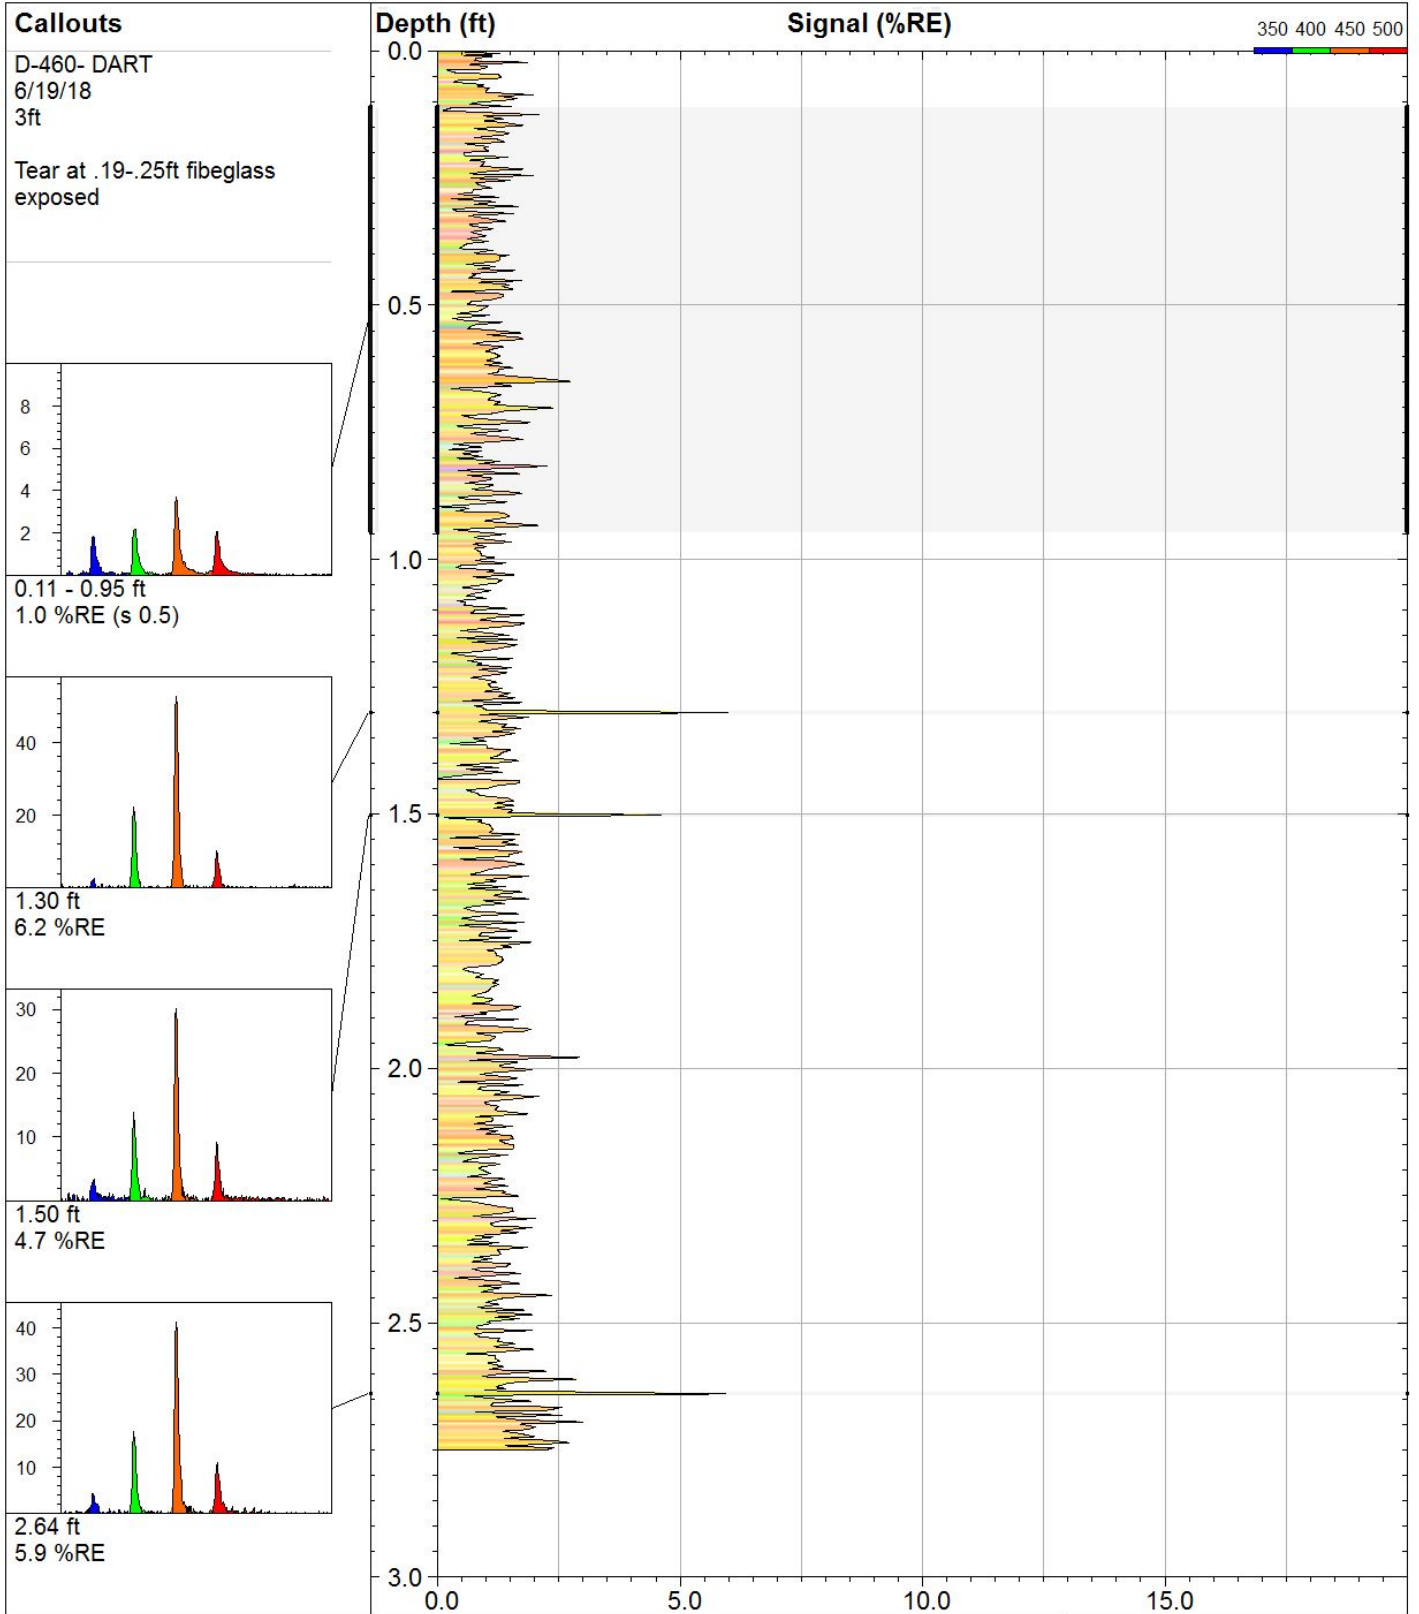 Callouts
Depth (ft)
Signal (%RE)
350 400 450 500
D-460- DART
6/19/18
3ft
Tear at .19-.25ft fibeglass
exposed
8
6
4
2
0.11 - 0.95 ft
1.0 %RE (s 0.5)
40
20
1.30 ft
6.2 %RE
30
20
10
1.50 ft
4.7 %RE
40
30
20
10
2.64 ft
5.9 %RE
0.0
0.5
1.0
1.5
2.0
2.5
3.0
0.0 5.0 10.0 15.0